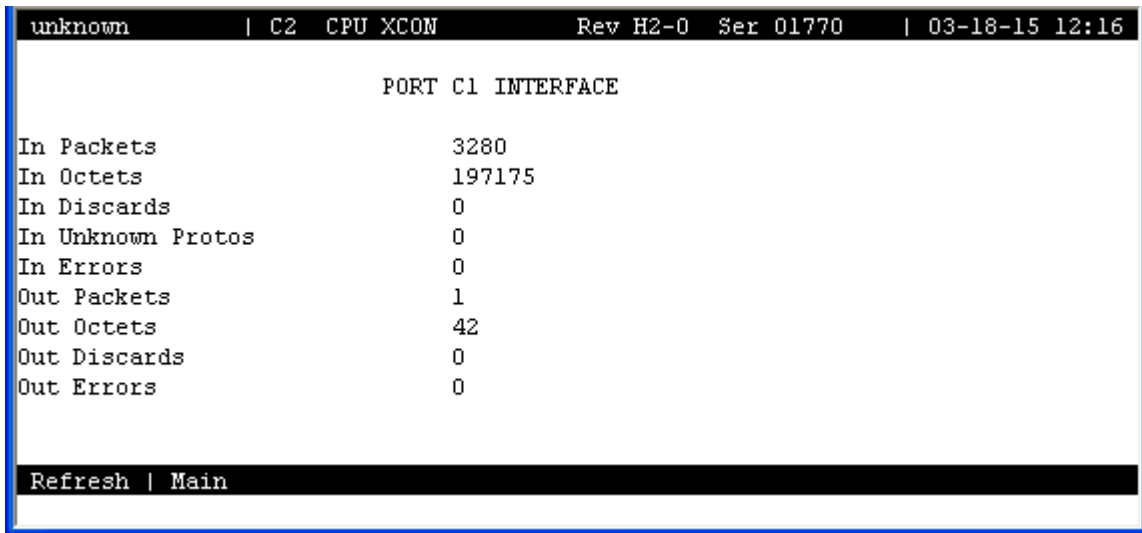 unknown | C2 CPU XCON Rev H2-0 Ser 01770 | 03-18-15 12:16
PORT C1 INTERFACE
In Packets 3280
In Octets 197175
In Discards 0
In Unknown Protos 0
In Errors 0
Out Packets 1
Out Octets 42
Out Discards 0
Out Errors 0
Refresh | Main